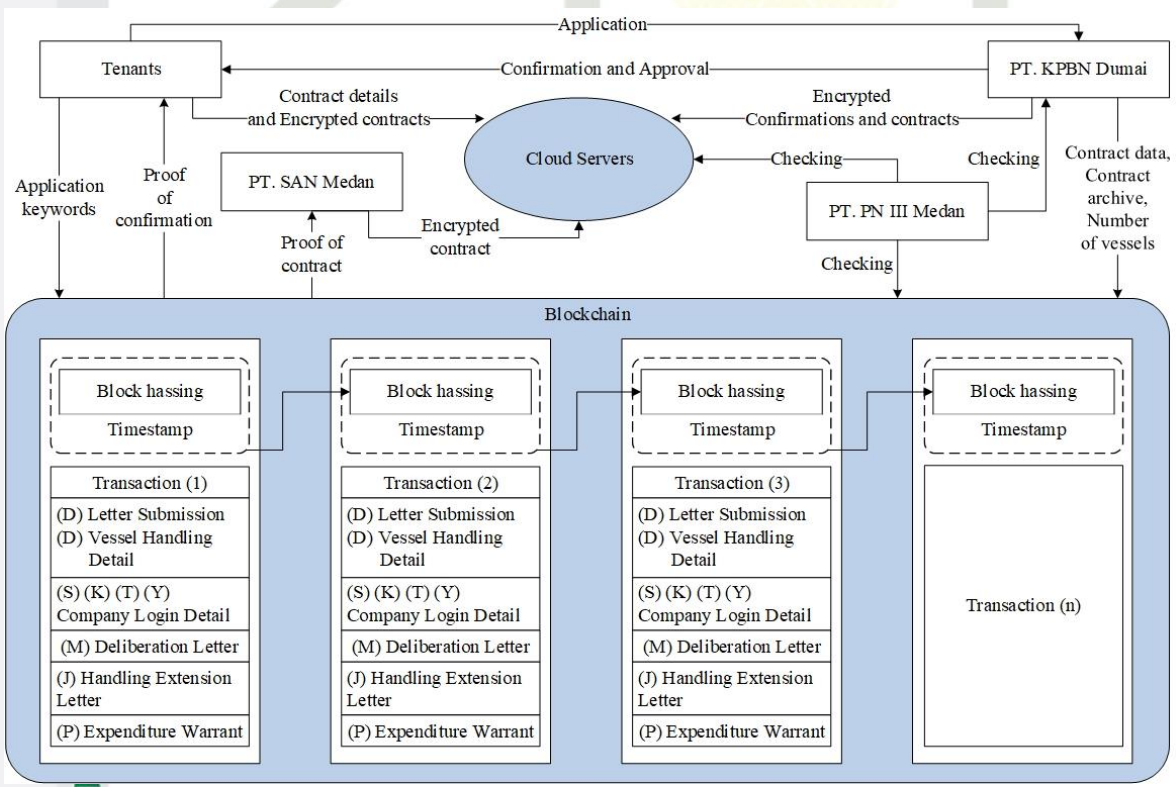 Application
Tenants
Confirmation and Approval
PT. KPBN Dumai
Contract details
and Encrypted contracts
Encrypted
Confirmations and contracts
Cloud Servers
Checking
Checking
Contract data,
Contract
archive,
Number
of vessels
Application
keywords
Proof
of
confirmation
PT. SAN Medan
PT. PN III Medan
Proof of
contract
Encrypted
contract
Checking
Blockchain
Block hassing
Timestamp
Transaction (1)
(D) Letter Submission
(D) Vessel Handling
Detail
(S) (K) (T) (Y)
Company Login Detail
(M) Deliberation Letter
(J) Handling Extension
Letter
(P) Expenditure Warrant
Block hassing
Timestamp
Transaction (2)
(D) Letter Submission
(D) Vessel Handling
Detail
(S) (K) (T) (Y)
Company Login Detail
(M) Deliberation Letter
(J) Handling Extension
Letter
(P) Expenditure Warrant
Block hassing
Timestamp
Transaction (3)
(D) Letter Submission
(D) Vessel Handling
Detail
(S) (K) (T) (Y)
Company Login Detail
(M) Deliberation Letter
(J) Handling Extension
Letter
(P) Expenditure Warrant
Block hassing
Timestamp
Transaction (n)